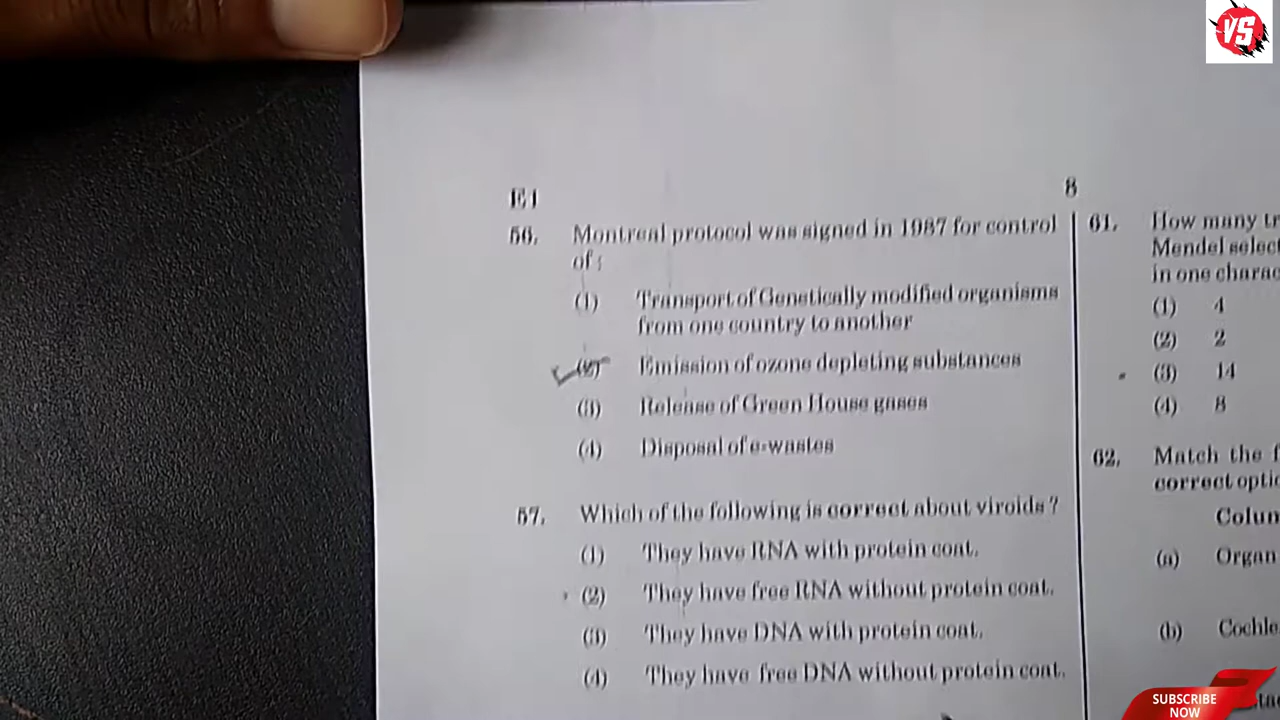 VS
E1
8
56. Montreal protocol was signed in 1987 for control
of :
(1) Transport of Genetically modified organisms
from one country to another
(2) Emission of ozone depleting substances
(3) Release of Green House gases
(4) Disposal of e-wastes
57. Which of the following is correct about viroids ?
(1) They have RNA with protein coat.
(2) They have free RNA without protein coat.
(3) They have DNA with protein coat.
(4) They have free DNA without protein coat.
61. How many tr
Mendel selec
in one charac
(1) 4
(2) 2
(3) 14
(4) 8
62. Match the f
correct optic
Colun
(a) Organ
(b) Cochle
SUBSCRIBE
NOW